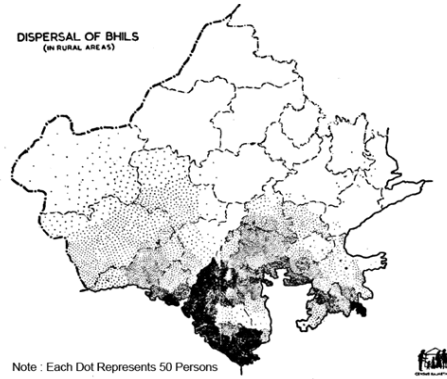 DISPERSAL OF BHILS
(IN RURAL AREAS)
Note : Each Dot Represents 50 Persons